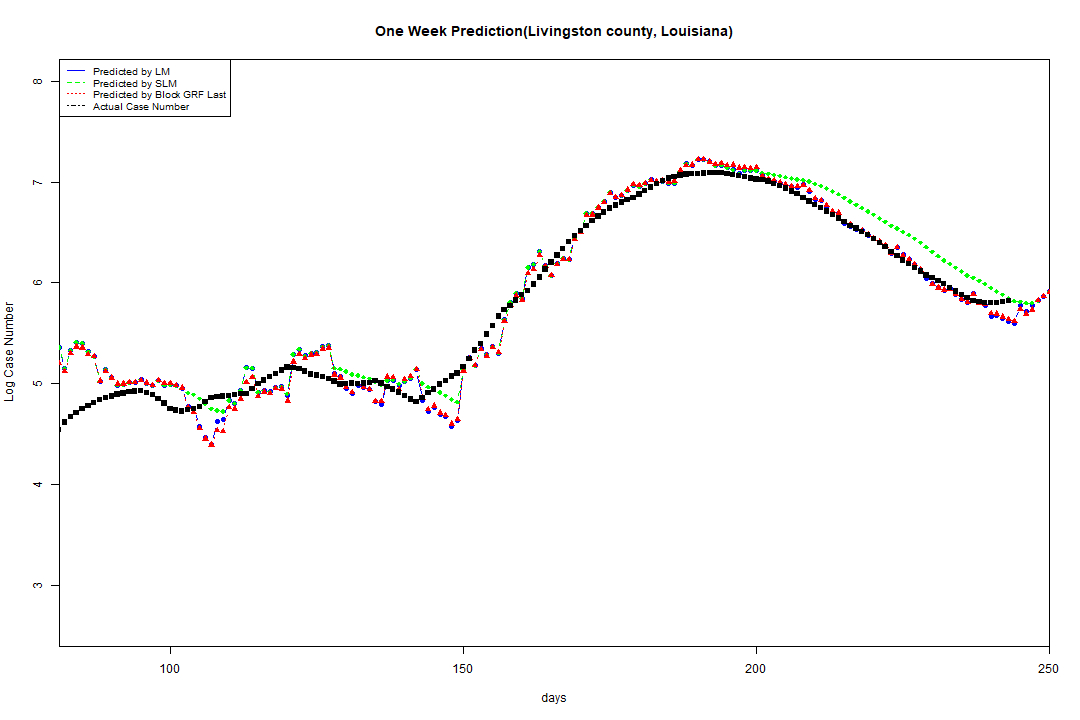 One Week Prediction(Livingston county, Louisiana)
Predicted by LM
Predicted by SLM
Predicted by Block GRF Last
Actual Case Number
8
7
6
5
4
3
Log Case Number
100 150 200 250
days